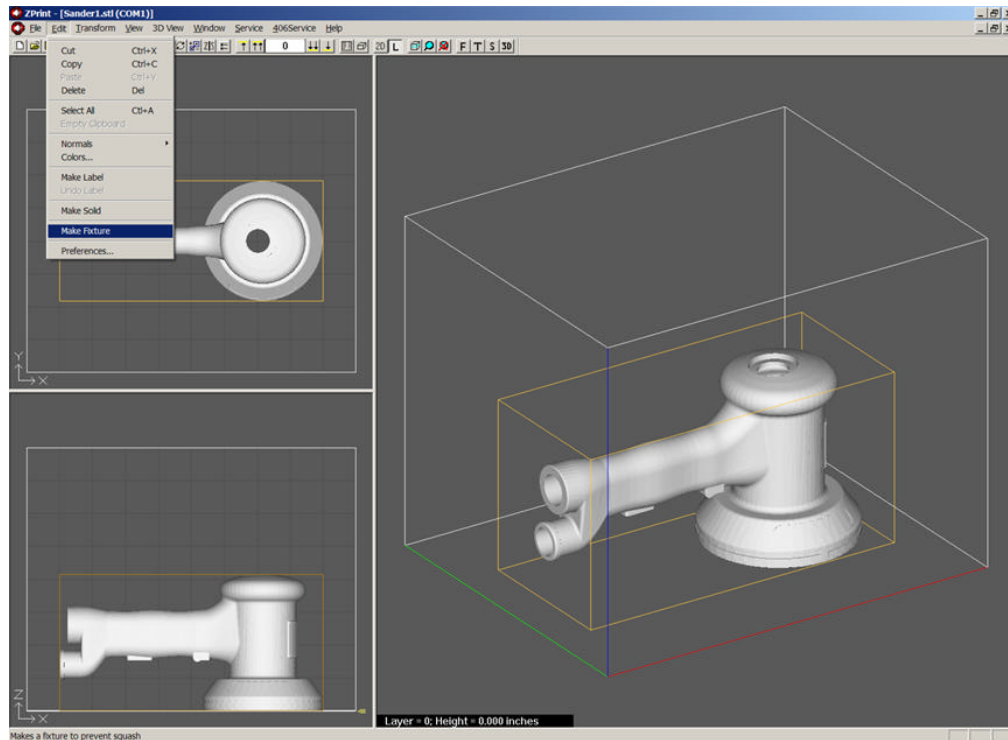 ZPrint - [Sander1.stl (COM1)]
File Edit Transform View 3D View Window Service 406Service Help
0 2D L F T S 3D
Cut Ctrl+X
Copy Ctrl+C
Paste Ctrl+V
Delete Del
Select All Ctl+A
Empty Clipboard
Normals
Colors...
Make Label
Undo Label
Make Solid
Make Fixture
Preferences...
Y
X
Z
X
Layer = 0; Height = 0.000 inches
Makes a fixture to prevent squash